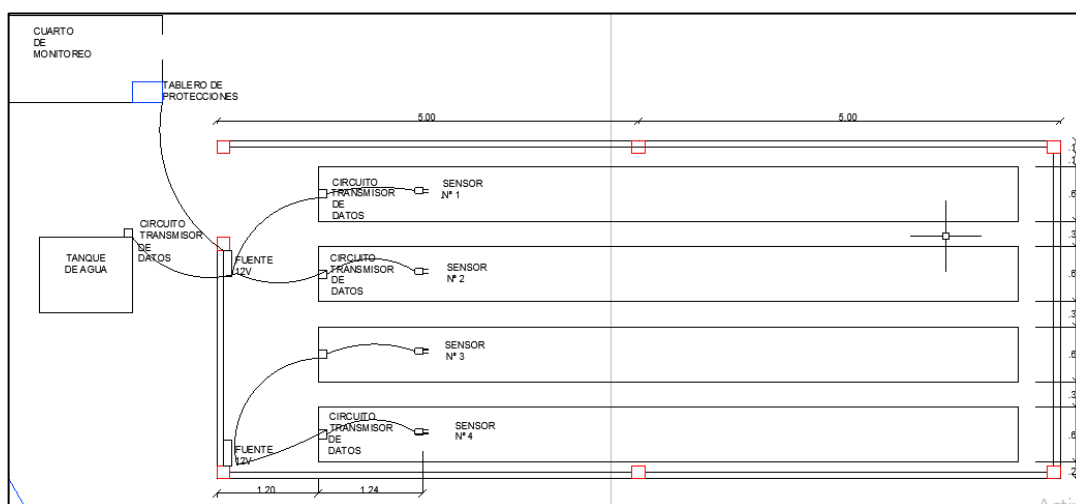 CUARTO
DE
MONITOREO
TABLERO DE
PROTECCIONES
5.00
5.00
CIRCUITO
TRANSMISOR
DE
DATOS
SENSOR
N° 1
CIRCUITO
TRANSMISOR
DE
DATOS
TANQUE
DE AGUA
FUENTE
12V
CIRCUITO
TRANSMISOR
DE
DATOS
SENSOR
N° 2
SENSOR
N° 3
CIRCUITO
TRANSMISOR
DE
DATOS
SENSOR
N° 4
FUENTE
12V
1.20
1.24